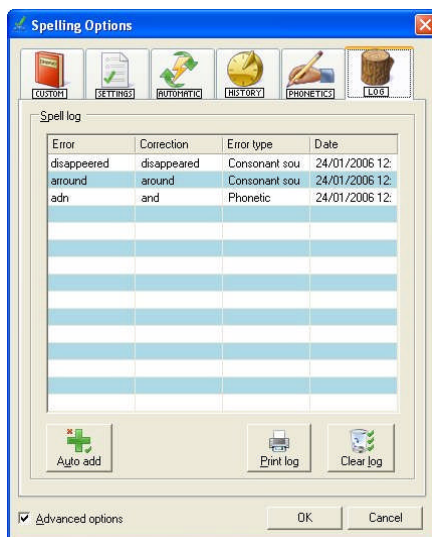 Spelling Options
CUSTOM SETTINGS AUTOMATIC HISTORY PHONETICS LOG
Spell log
Error Correction Error type Date
disappeered disappeared Consonant sou 24/01/2006 12:
arround around Consonant sou 24/01/2006 12:
adn and Phonetic 24/01/2006 12:
Auto add Print log Clear log
Advanced options OK Cancel